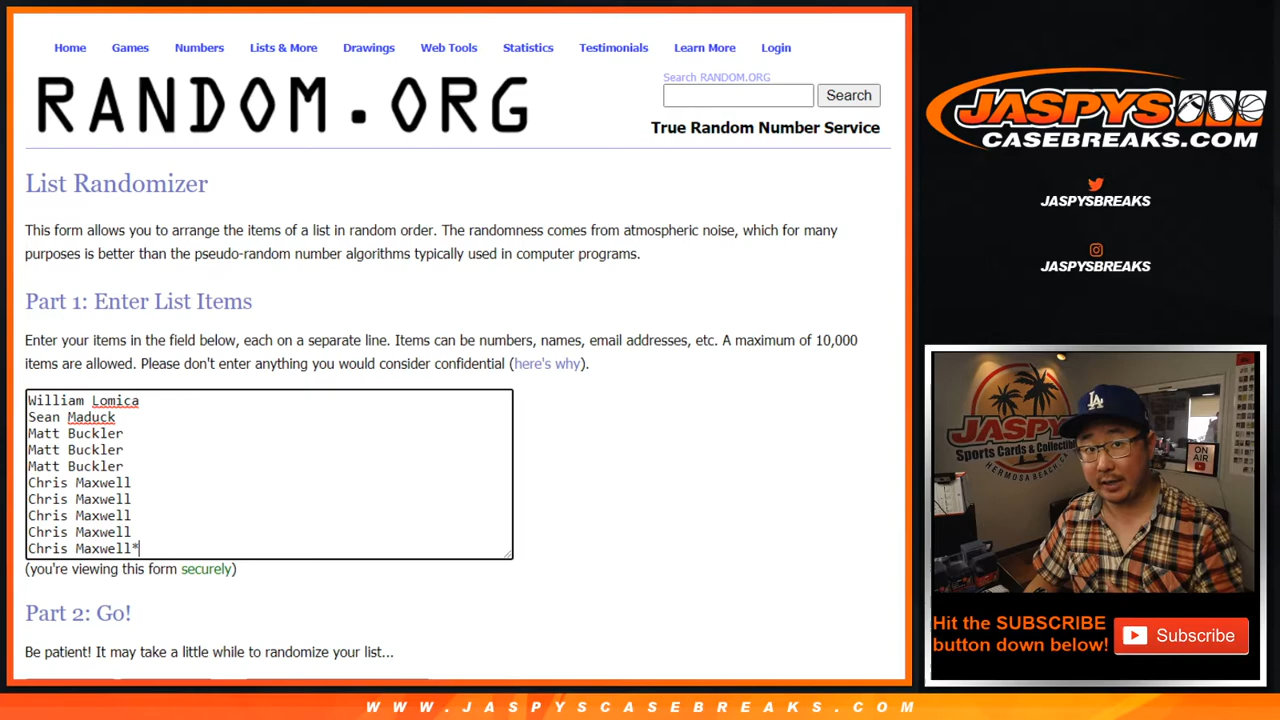 Home Games Numbers Lists & More Drawings Web Tools Statistics Testimonials Learn More Login
RANDOM.ORG
Search RANDOM.ORG
Search
True Random Number Service
List Randomizer
This form allows you to arrange the items of a list in random order. The randomness comes from atmospheric noise, which for many
purposes is better than the pseudo-random number algorithms typically used in computer programs.
Part 1: Enter List Items
Enter your items in the field below, each on a separate line. Items can be numbers, names, email addresses, etc. A maximum of 10,000
items are allowed. Please don't enter anything you would consider confidential (here's why).
William Lomica
Sean Maduck
Matt Buckler
Matt Buckler
Matt Buckler
Chris Maxwell
Chris Maxwell
Chris Maxwell
Chris Maxwell
Chris Maxwell*
(you're viewing this form securely)
Part 2: Go!
Be patient! It may take a little while to randomize your list...
JASPYS
CASEBREAKS.COM
JASPYSBREAKS
JASPYSBREAKS
JASPYS
Sports Cards & Collectibles
HERMOSA BEACH, CA
LA
ON
AIR
Hit the SUBSCRIBE
button down below!
Subscribe
WWW.JASPYSCASEBREAKS.COM